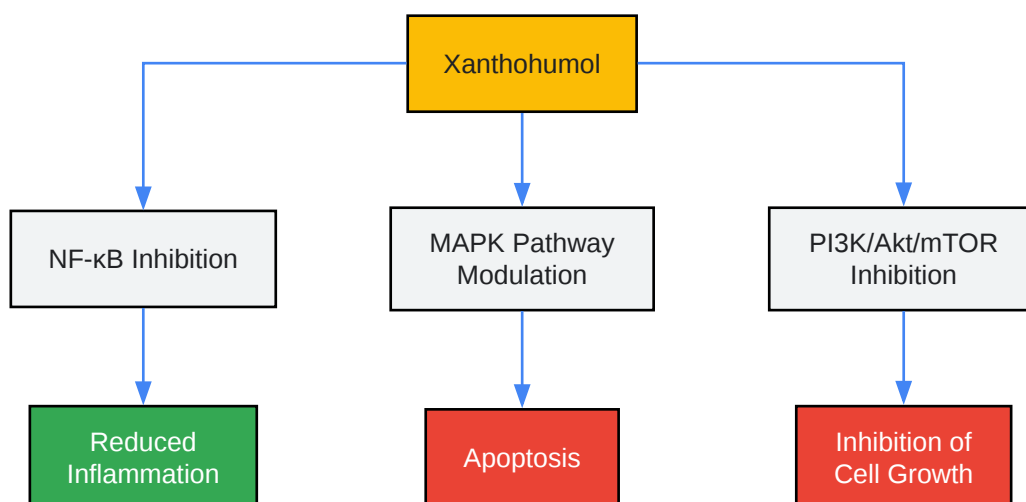 Xanthohumol
NF-κB Inhibition
MAPK Pathway
Modulation
PI3K/Akt/mTOR
Inhibition
Reduced
Inflammation
Apoptosis
Inhibition of
Cell Growth